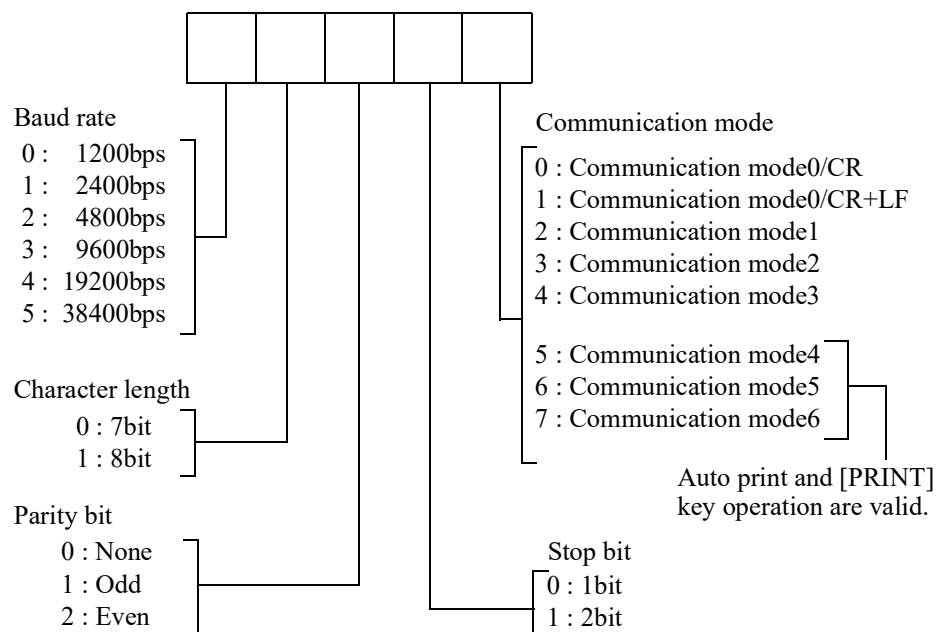 Baud rate
0 : 1200bps
1 : 2400bps
2 : 4800bps
3 : 9600bps
4 : 19200bps
5 : 38400bps
Character length
0 : 7bit
1 : 8bit
Parity bit
0 : None
1 : Odd
2 : Even
Communication mode
0 : Communication mode0/CR
1 : Communication mode0/CR+LF
2 : Communication mode1
3 : Communication mode2
4 : Communication mode3
5 : Communication mode4
6 : Communication mode5
7 : Communication mode6
Auto print and [PRINT]
key operation are valid.
Stop bit
0 : 1bit
1 : 2bit